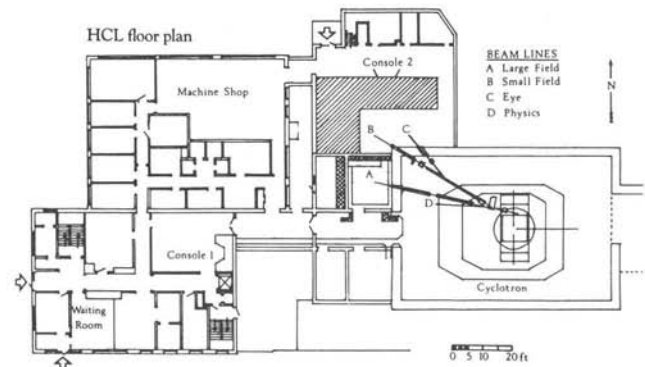 HCL floor plan
Console 2
Machine Shop
BEAM LINES
A Large Field
B Small Field
C Eye
D Physics
N
B
C
A
D
Console 1
Cyclotron
Waiting
Room
0 5 10 20 ft